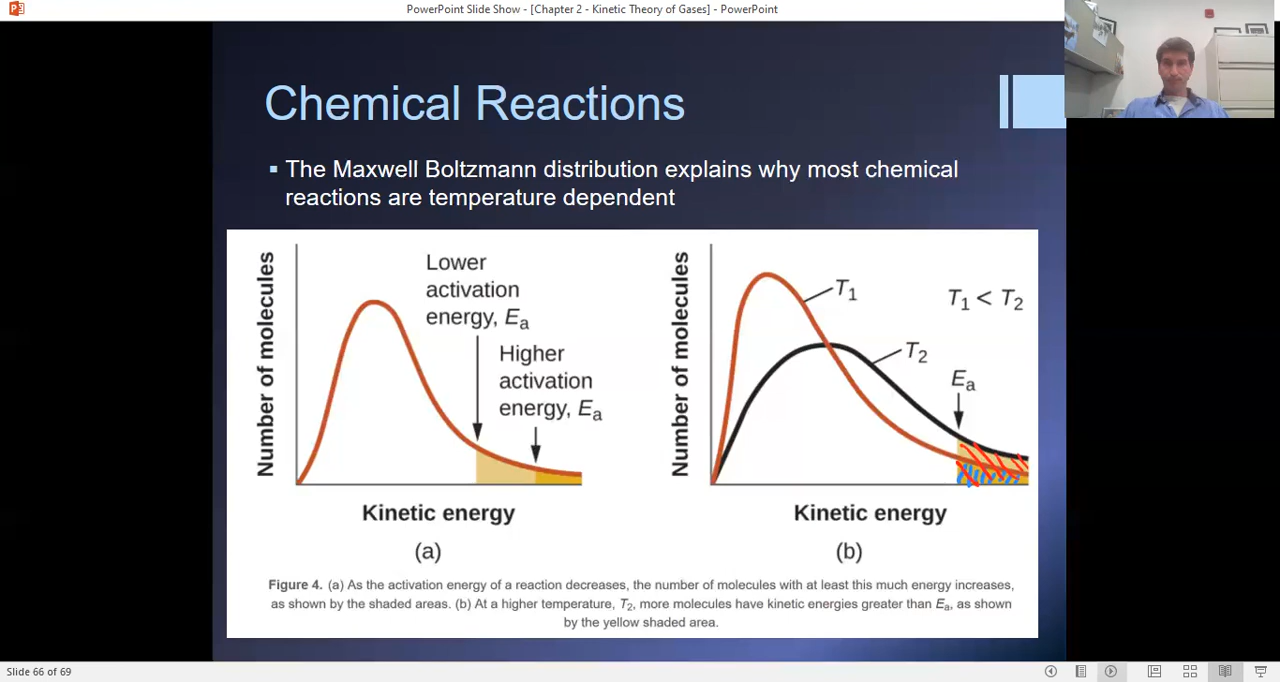 PowerPoint Slide Show - [Chapter 2 - Kinetic Theory of Gases] - PowerPoint
Chemical Reactions
▪ The Maxwell Boltzmann distribution explains why most chemical
reactions are temperature dependent
Number of molecules
Lower
activation
energy, Eₐ
Higher
activation
energy, Eₐ
Kinetic energy
(a)
Number of molecules
T₁
T₁ < T₂
T₂
Eₐ
Kinetic energy
(b)
Figure 4. (a) As the activation energy of a reaction decreases, the number of molecules with at least this much energy increases,
as shown by the shaded areas. (b) At a higher temperature, T₂, more molecules have kinetic energies greater than Eₐ, as shown
by the yellow shaded area.
Slide 66 of 69